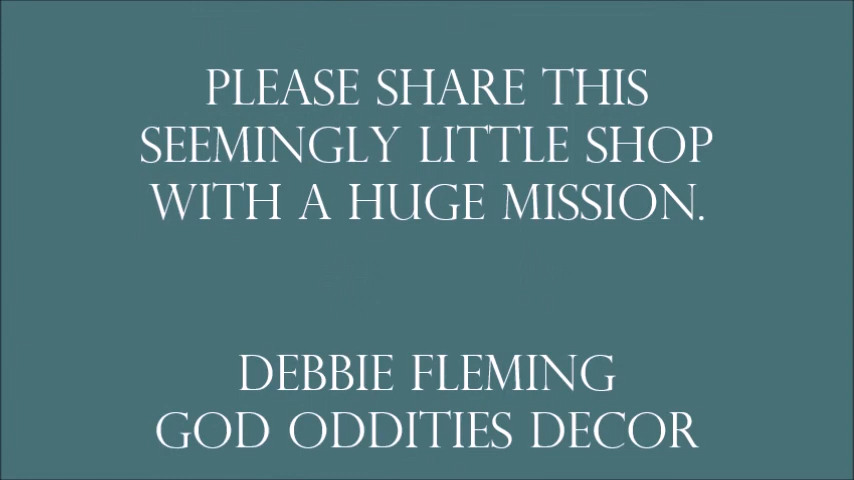 PLEASE SHARE THIS
SEEMINGLY LITTLE SHOP
WITH A HUGE MISSION.
DEBBIE FLEMING
GOD ODDITIES DECOR